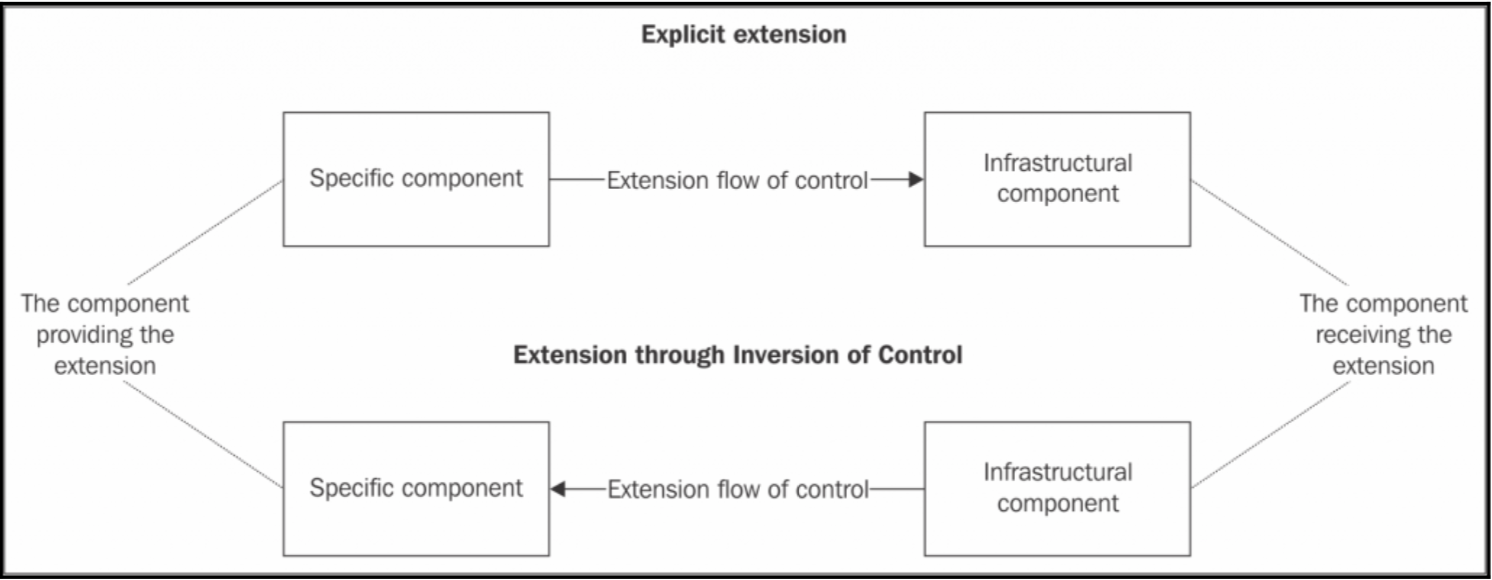 Explicit extension
Specific component
Extension flow of control
Infrastructural
component
The component
providing the
extension
The component
receiving the
extension
Extension through Inversion of Control
Specific component
Extension flow of control
Infrastructural
component